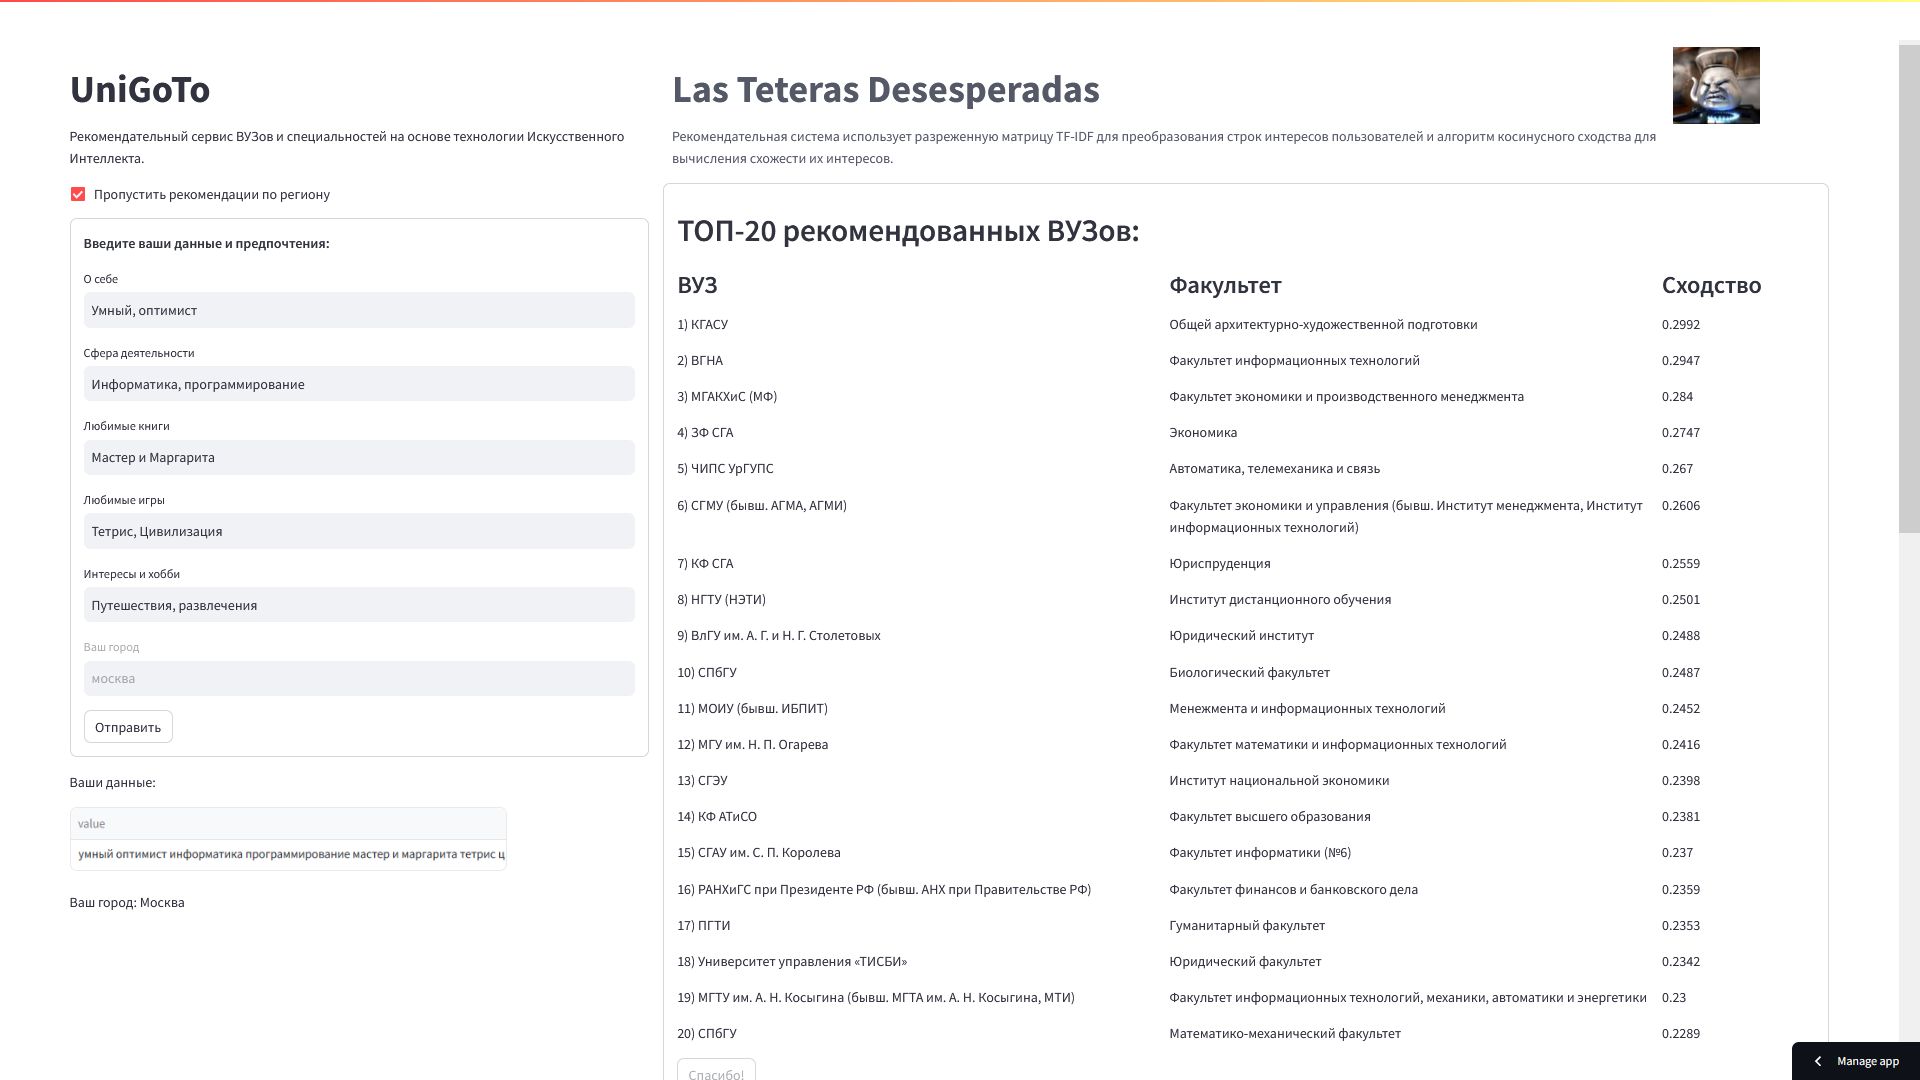 UniGoTo
Рекомендательный сервис ВУЗов и специальностей на основе технологии Искусственного
Интеллекта.
Пропустить рекомендации по региону
Введите ваши данные и предпочтения:
О себе
Умный, оптимист
Сфера деятельности
Информатика, программирование
Любимые книги
Мастер и Маргарита
Любимые игры
Тетрис, Цивилизация
Интересы и хобби
Путешествия, развлечения
Ваш город
москва
Отправить
Ваши данные:
value
умный оптимист информатика программирование мастер и маргарита тетрис ц
Ваш город: Москва
Las Teteras Desesperadas
Рекомендательная система использует разреженную матрицу TF-IDF для преобразования строк интересов пользователей и алгоритм косинусного сходства для
вычисления схожести их интересов.
ТОП-20 рекомендованных ВУЗов:
ВУЗ Факультет Сходство
1) КГАСУ Общей архитектурно-художественной подготовки 0.2992
2) ВГНА Факультет информационных технологий 0.2947
3) МГАКХиС (МФ) Факультет экономики и производственного менеджмента 0.284
4) ЗФ СГА Экономика 0.2747
5) ЧИПС УрГУПС Автоматика, телемеханика и связь 0.267
6) СГМУ (бывш. АГМА, АГМИ) Факультет экономики и управления (бывш. Институт менеджмента, Институт 0.2606
информационных технологий)
7) КФ СГА Юриспруденция 0.2559
8) НГТУ (НЭТИ) Институт дистанционного обучения 0.2501
9) ВлГУ им. А. Г. и Н. Г. Столетовых Юридический институт 0.2488
10) СПбГУ Биологический факультет 0.2487
11) МОИУ (бывш. ИБПИТ) Менежмента и информационных технологий 0.2452
12) МГУ им. Н. П. Огарева Факультет математики и информационных технологий 0.2416
13) СГЭУ Институт национальной экономики 0.2398
14) КФ АТиСО Факультет высшего образования 0.2381
15) СГАУ им. С. П. Королева Факультет информатики (№6) 0.237
16) РАНХиГС при Президенте РФ (бывш. АНХ при Правительстве РФ) Факультет финансов и банковского дела 0.2359
17) ПГТИ Гуманитарный факультет 0.2353
18) Университет управления «ТИСБИ» Юридический факультет 0.2342
19) МГТУ им. А. Н. Косыгина (бывш. МГТА им. А. Н. Косыгина, МТИ) Факультет информационных технологий, механики, автоматики и энергетики 0.23
20) СПбГУ Математико-механический факультет 0.2289
Спасибо!
Manage app